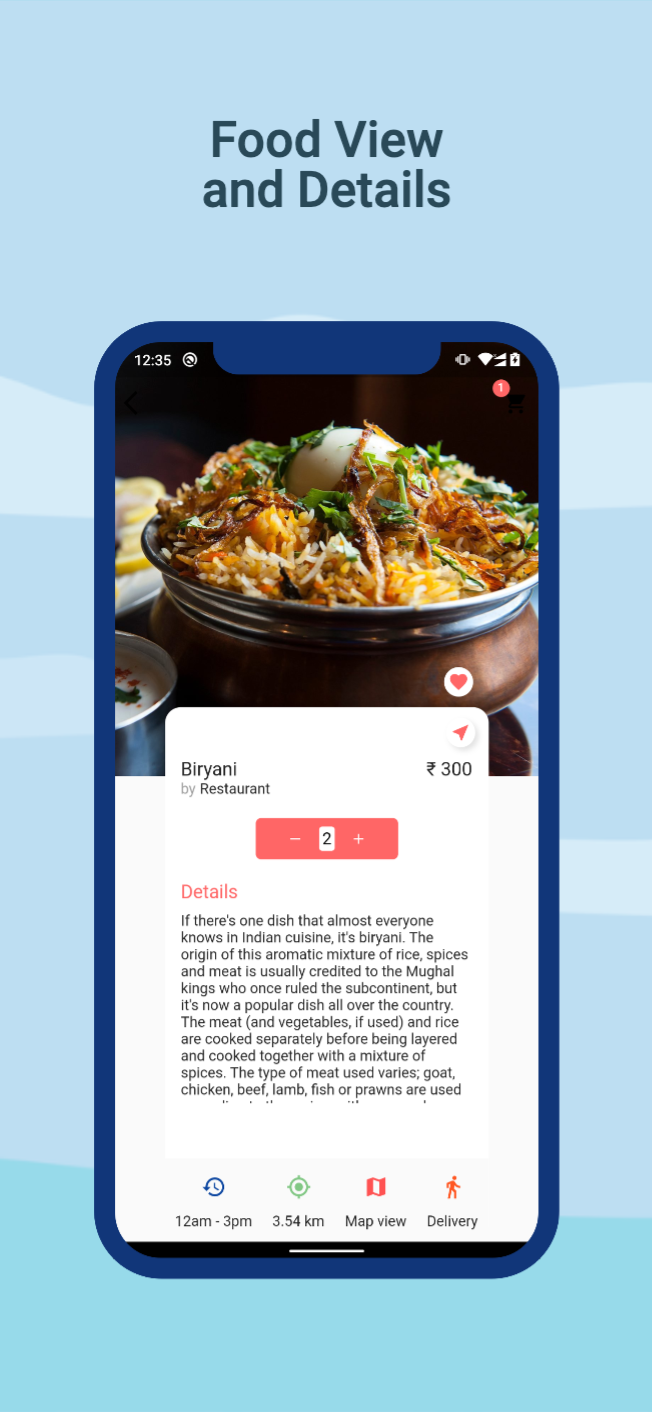 Food View
and Details
12:35
1
Biryani
₹ 300
by Restaurant
− 2 +
Details
If there's one dish that almost everyone
knows in Indian cuisine, it's biryani. The
origin of this aromatic mixture of rice, spices
and meat is usually credited to the Mughal
kings who once ruled the subcontinent, but
it's now a popular dish all over the country.
The meat (and vegetables, if used) and rice
are cooked separately before being layered
and cooked together with a mixture of
spices. The type of meat used varies; goat,
chicken, beef, lamb, fish or prawns are used
12am - 3pm
3.54 km
Map view
Delivery